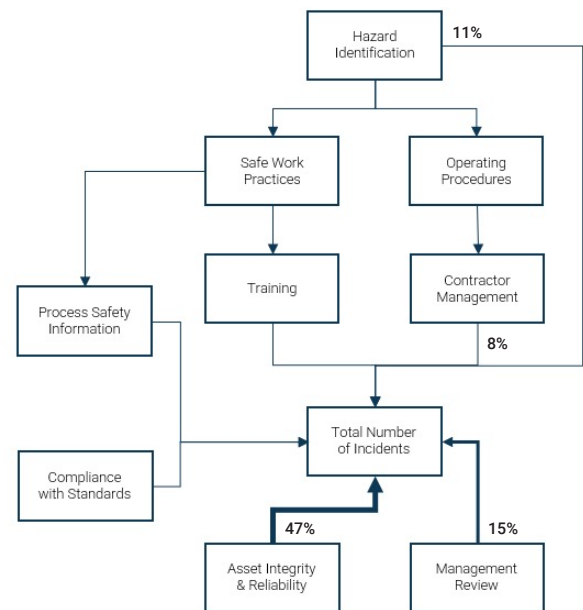 Hazard
Identification
11%
Safe Work
Practices
Operating
Procedures
Process Safety
Information
Training
Contractor
Management
8%
Total Number
of Incidents
Compliance
with Standards
47%
15%
Asset Integrity
& Reliability
Management
Review